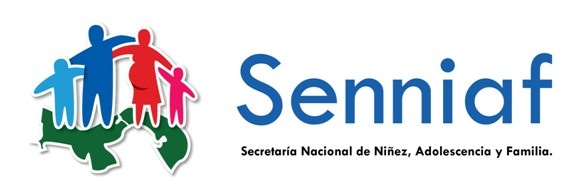 Senniaf
Secretaría Nacional de Niñez, Adolescencia y Familia.